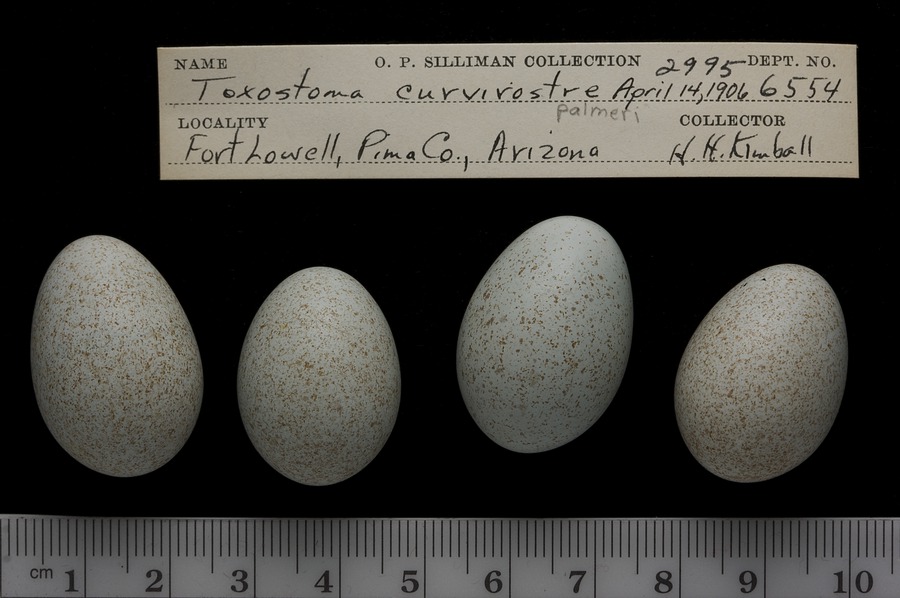 NAME O. P. SILLIMAN COLLECTION 2995 DEPT. NO.
Toxostoma curvirostre April 14, 1906 6554
palmeri
LOCALITY COLLECTOR
Fort Lowell, Pima Co., Arizona H. H. Kimball
cm 1 2 3 4 5 6 7 8 9 10